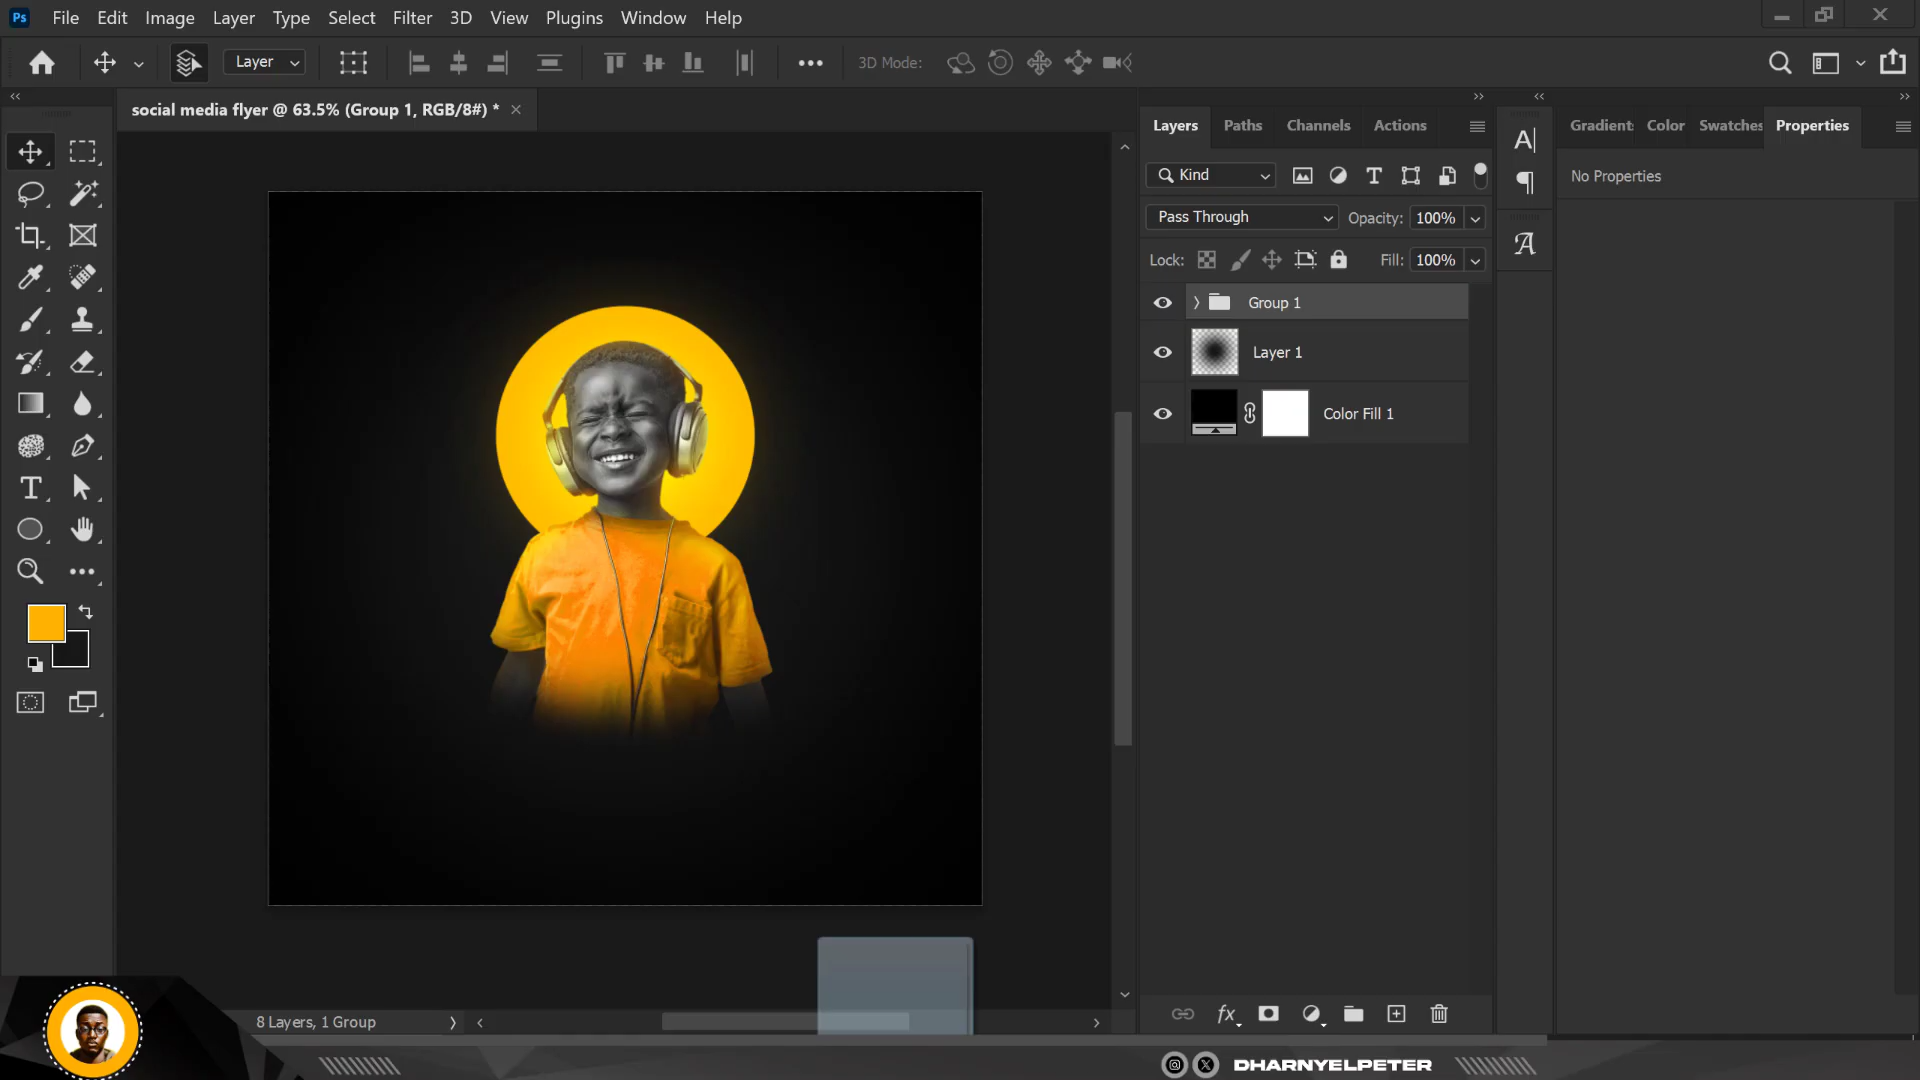 Ps File Edit Image Layer Type Select Filter 3D View Plugins Window Help
Layer 3D Mode:
social media flyer @ 63.5% (Group 1, RGB/8#) *
Layers Paths Channels Actions
Gradient Color Swatches Properties
Kind
No Properties
Pass Through Opacity: 100%
Lock: Fill: 100%
Group 1
Layer 1
Color Fill 1
8 Layers, 1 Group
fx
DHARNYELPETER